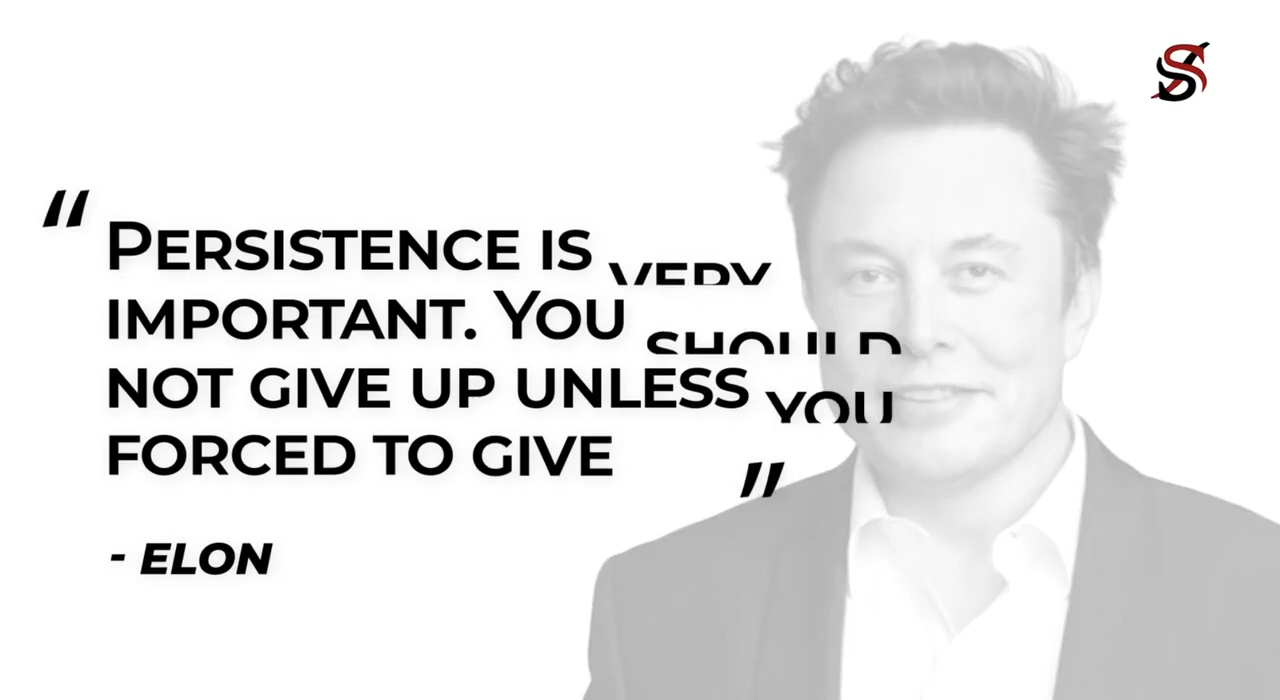 "PERSISTENCE IS VERY
IMPORTANT. YOU SHOULD
NOT GIVE UP UNLESS YOU
FORCED TO GIVE "
- ELON